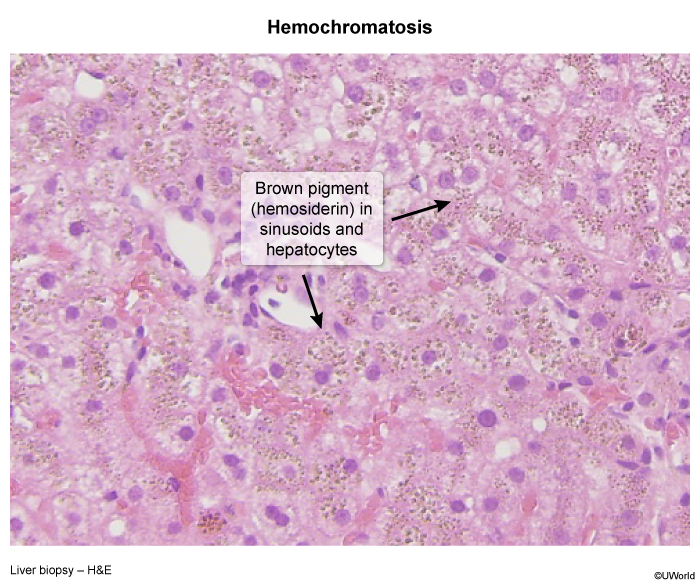 Hemochromatosis
Brown pigment
(hemosiderin) in
sinusoids and
hepatocytes
Liver biopsy – H&E
©UWorld